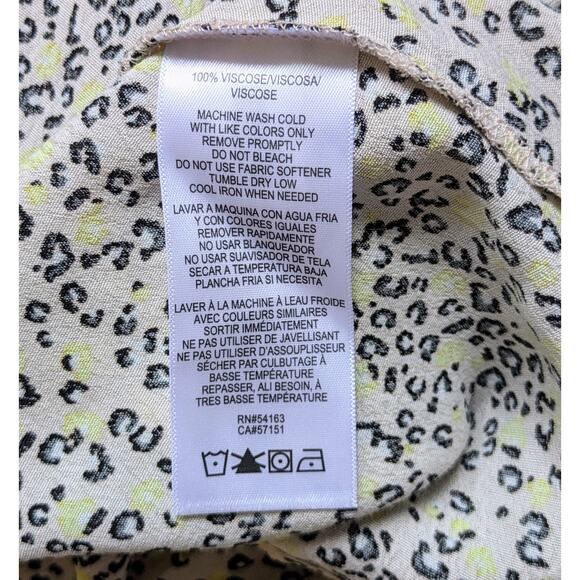 100% VISCOSE/VISCOSA/
VISCOSE
MACHINE WASH COLD
WITH LIKE COLORS ONLY
REMOVE PROMPTLY
DO NOT BLEACH
DO NOT USE FABRIC SOFTENER
TUMBLE DRY LOW
COOL IRON WHEN NEEDED
LAVAR A MAQUINA CON AGUA FRIA
Y CON COLORES IGUALES
REMOVER RAPIDAMENTE
NO USAR BLANQUEADOR
NO USAR SUAVISADOR DE TELA
SECAR A TEMPERATURA BAJA
PLANCHA FRIA SI NECESITA
LAVER À LA MACHINE À LEAU FROIDE
AVEC COULEURS SIMILAIRES
SORTIR IMMÉDIATEMENT
NE PAS UTILISER DE JAVELLISANT
NE PAS UTILISER D'ASSOUPLISSEUR
SÉCHER PAR CULBUTAGE À
BASSE TEMPÉRATURE
REPASSER, ALI BESOIN, À
TRES BASSE TEMPÉRATURE
RN#54163
CA#57151